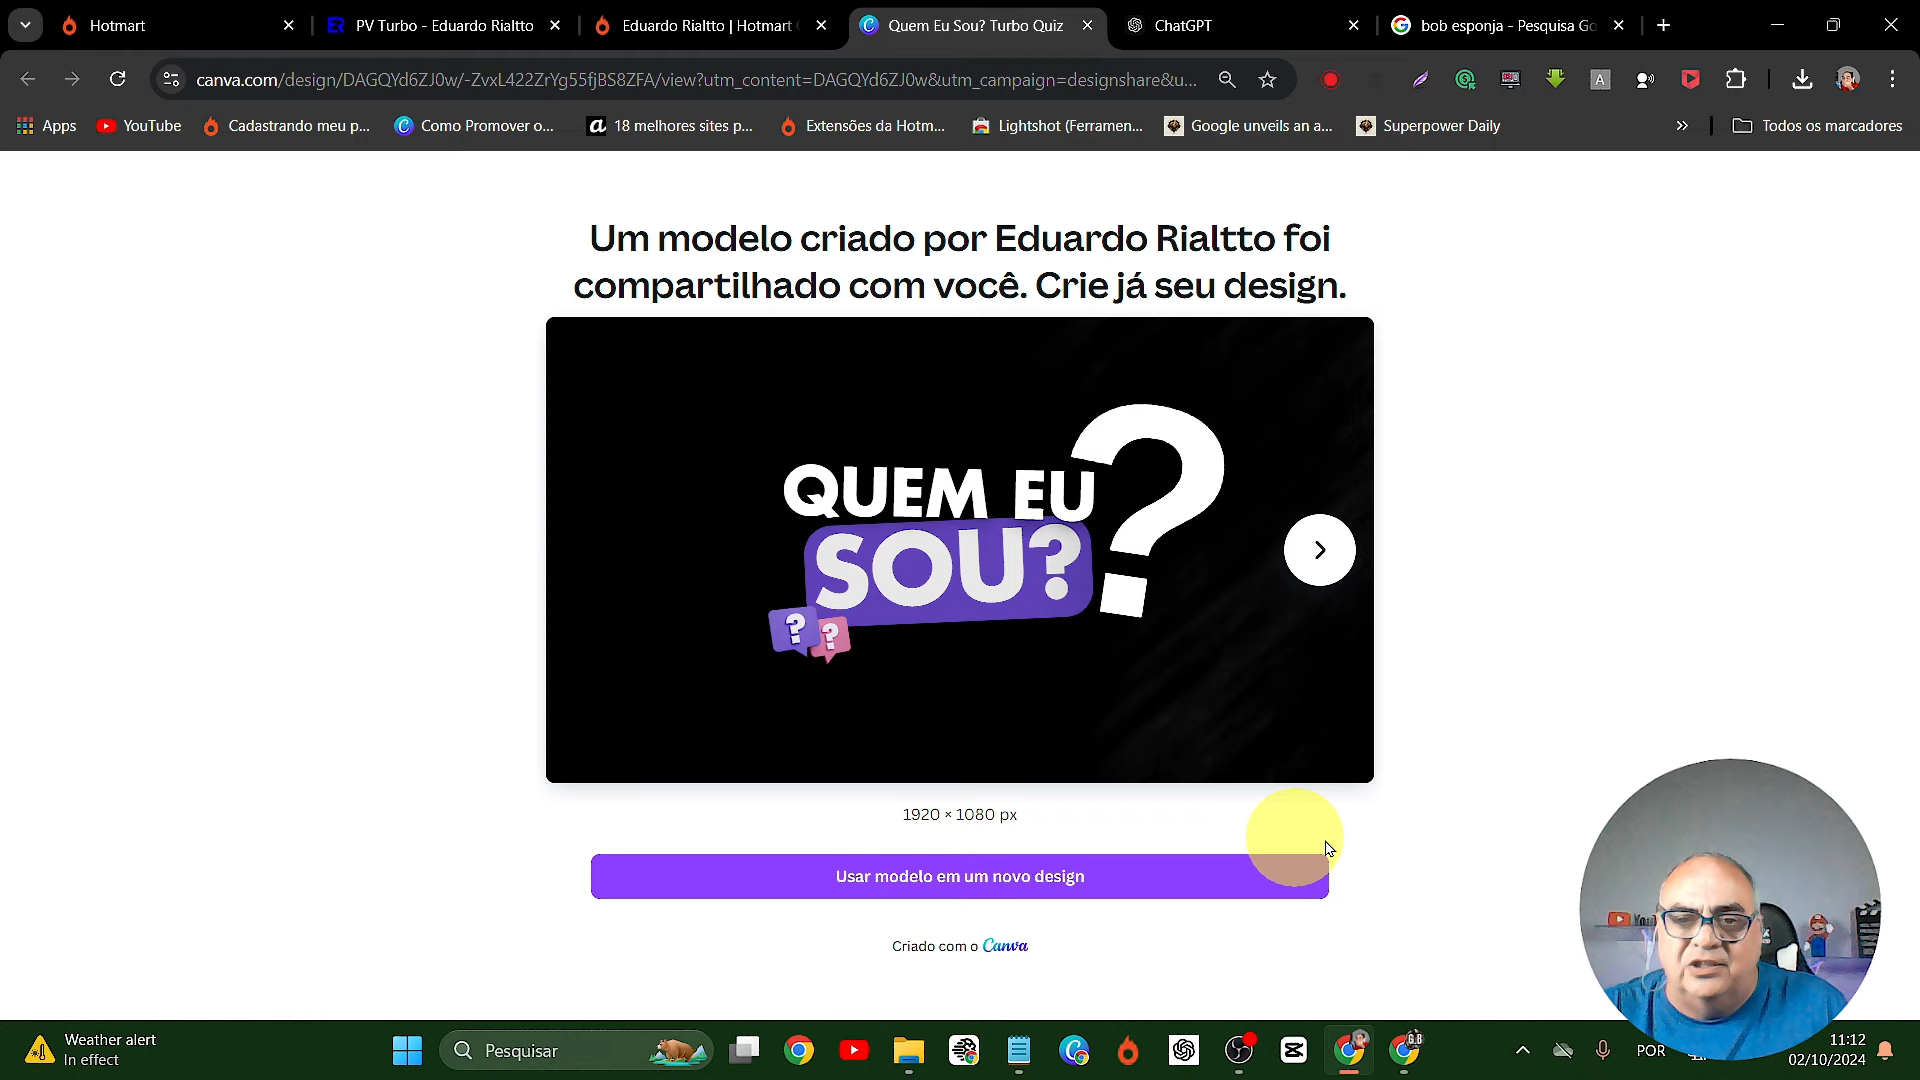 Hotmart
PV Turbo - Eduardo Rialtto
Eduardo Rialtto | Hotmart
Quem Eu Sou? Turbo Quiz
ChatGPT
bob esponja - Pesquisa Go
canva.com/design/DAGQYd6ZJ0w/-ZvxL422ZrYg55fjBS8ZFA/view?utm_content=DAGQYd6ZJ0w&utm_campaign=designshare&u...
Apps
YouTube
Cadastrando meu p...
Como Promover o...
18 melhores sites p...
Extensões da Hotm...
Lightshot (Ferramen...
Google unveils an a...
Superpower Daily
Todos os marcadores
Um modelo criado por Eduardo Rialtto foi
compartilhado com você. Crie já seu design.
QUEM EU
SOU?
?
? ?
1920 × 1080 px
Usar modelo em um novo design
Criado com o Canva
Weather alert
In effect
Pesquisar
G.B
POR
11:12
02/10/2024